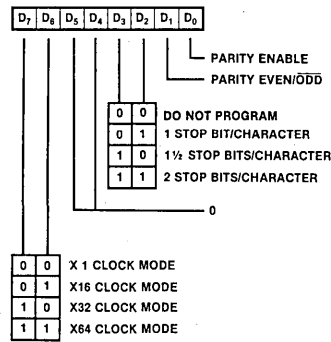 D7 D6 D5 D4 D3 D2 D1 D0
PARITY ENABLE
PARITY EVEN/ODD
0 0 DO NOT PROGRAM
0 1 1 STOP BIT/CHARACTER
1 0 1½ STOP BITS/CHARACTER
1 1 2 STOP BITS/CHARACTER
0
0 0 X 1 CLOCK MODE
0 1 X16 CLOCK MODE
1 0 X32 CLOCK MODE
1 1 X64 CLOCK MODE